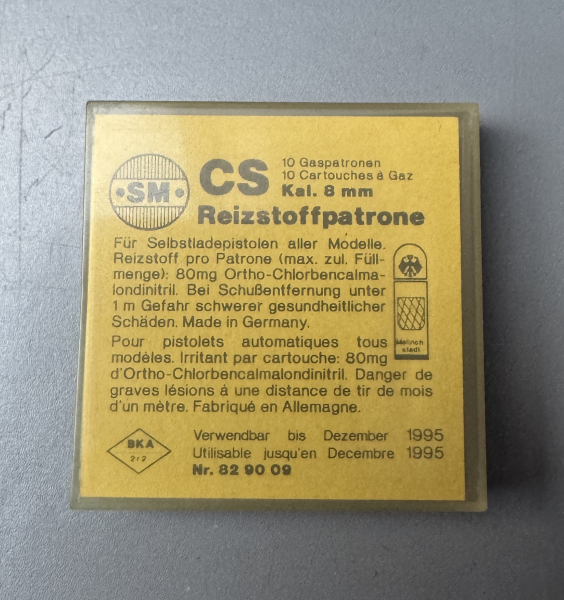 SM
CS
10 Gaspatronen
10 Cartouches à Gaz
Kal. 8 mm
Reizstoffpatrone
Für Selbstladepistolen aller Modelle.
Reizstoff pro Patrone (max. zul. Füll-
menge): 80mg Ortho-Chlorbencalma-
londinitril. Bei Schußentfernung unter
1 m Gefahr schwerer gesundheitlicher
Schäden. Made in Germany.
Mellrich
stadt
Pour pistolets automatiques tous
modèles. Irritant par cartouche: 80mg
d'Ortho-Chlorbencalmalondinitril. Danger de
graves lésions á une distance de tir de mois
d'un mètre. Fabriqué en Allemagne.
BKA
212
Verwendbar bis Dezember 1995
Utilisable jusqu'en Decembre 1995
Nr. 82 90 09